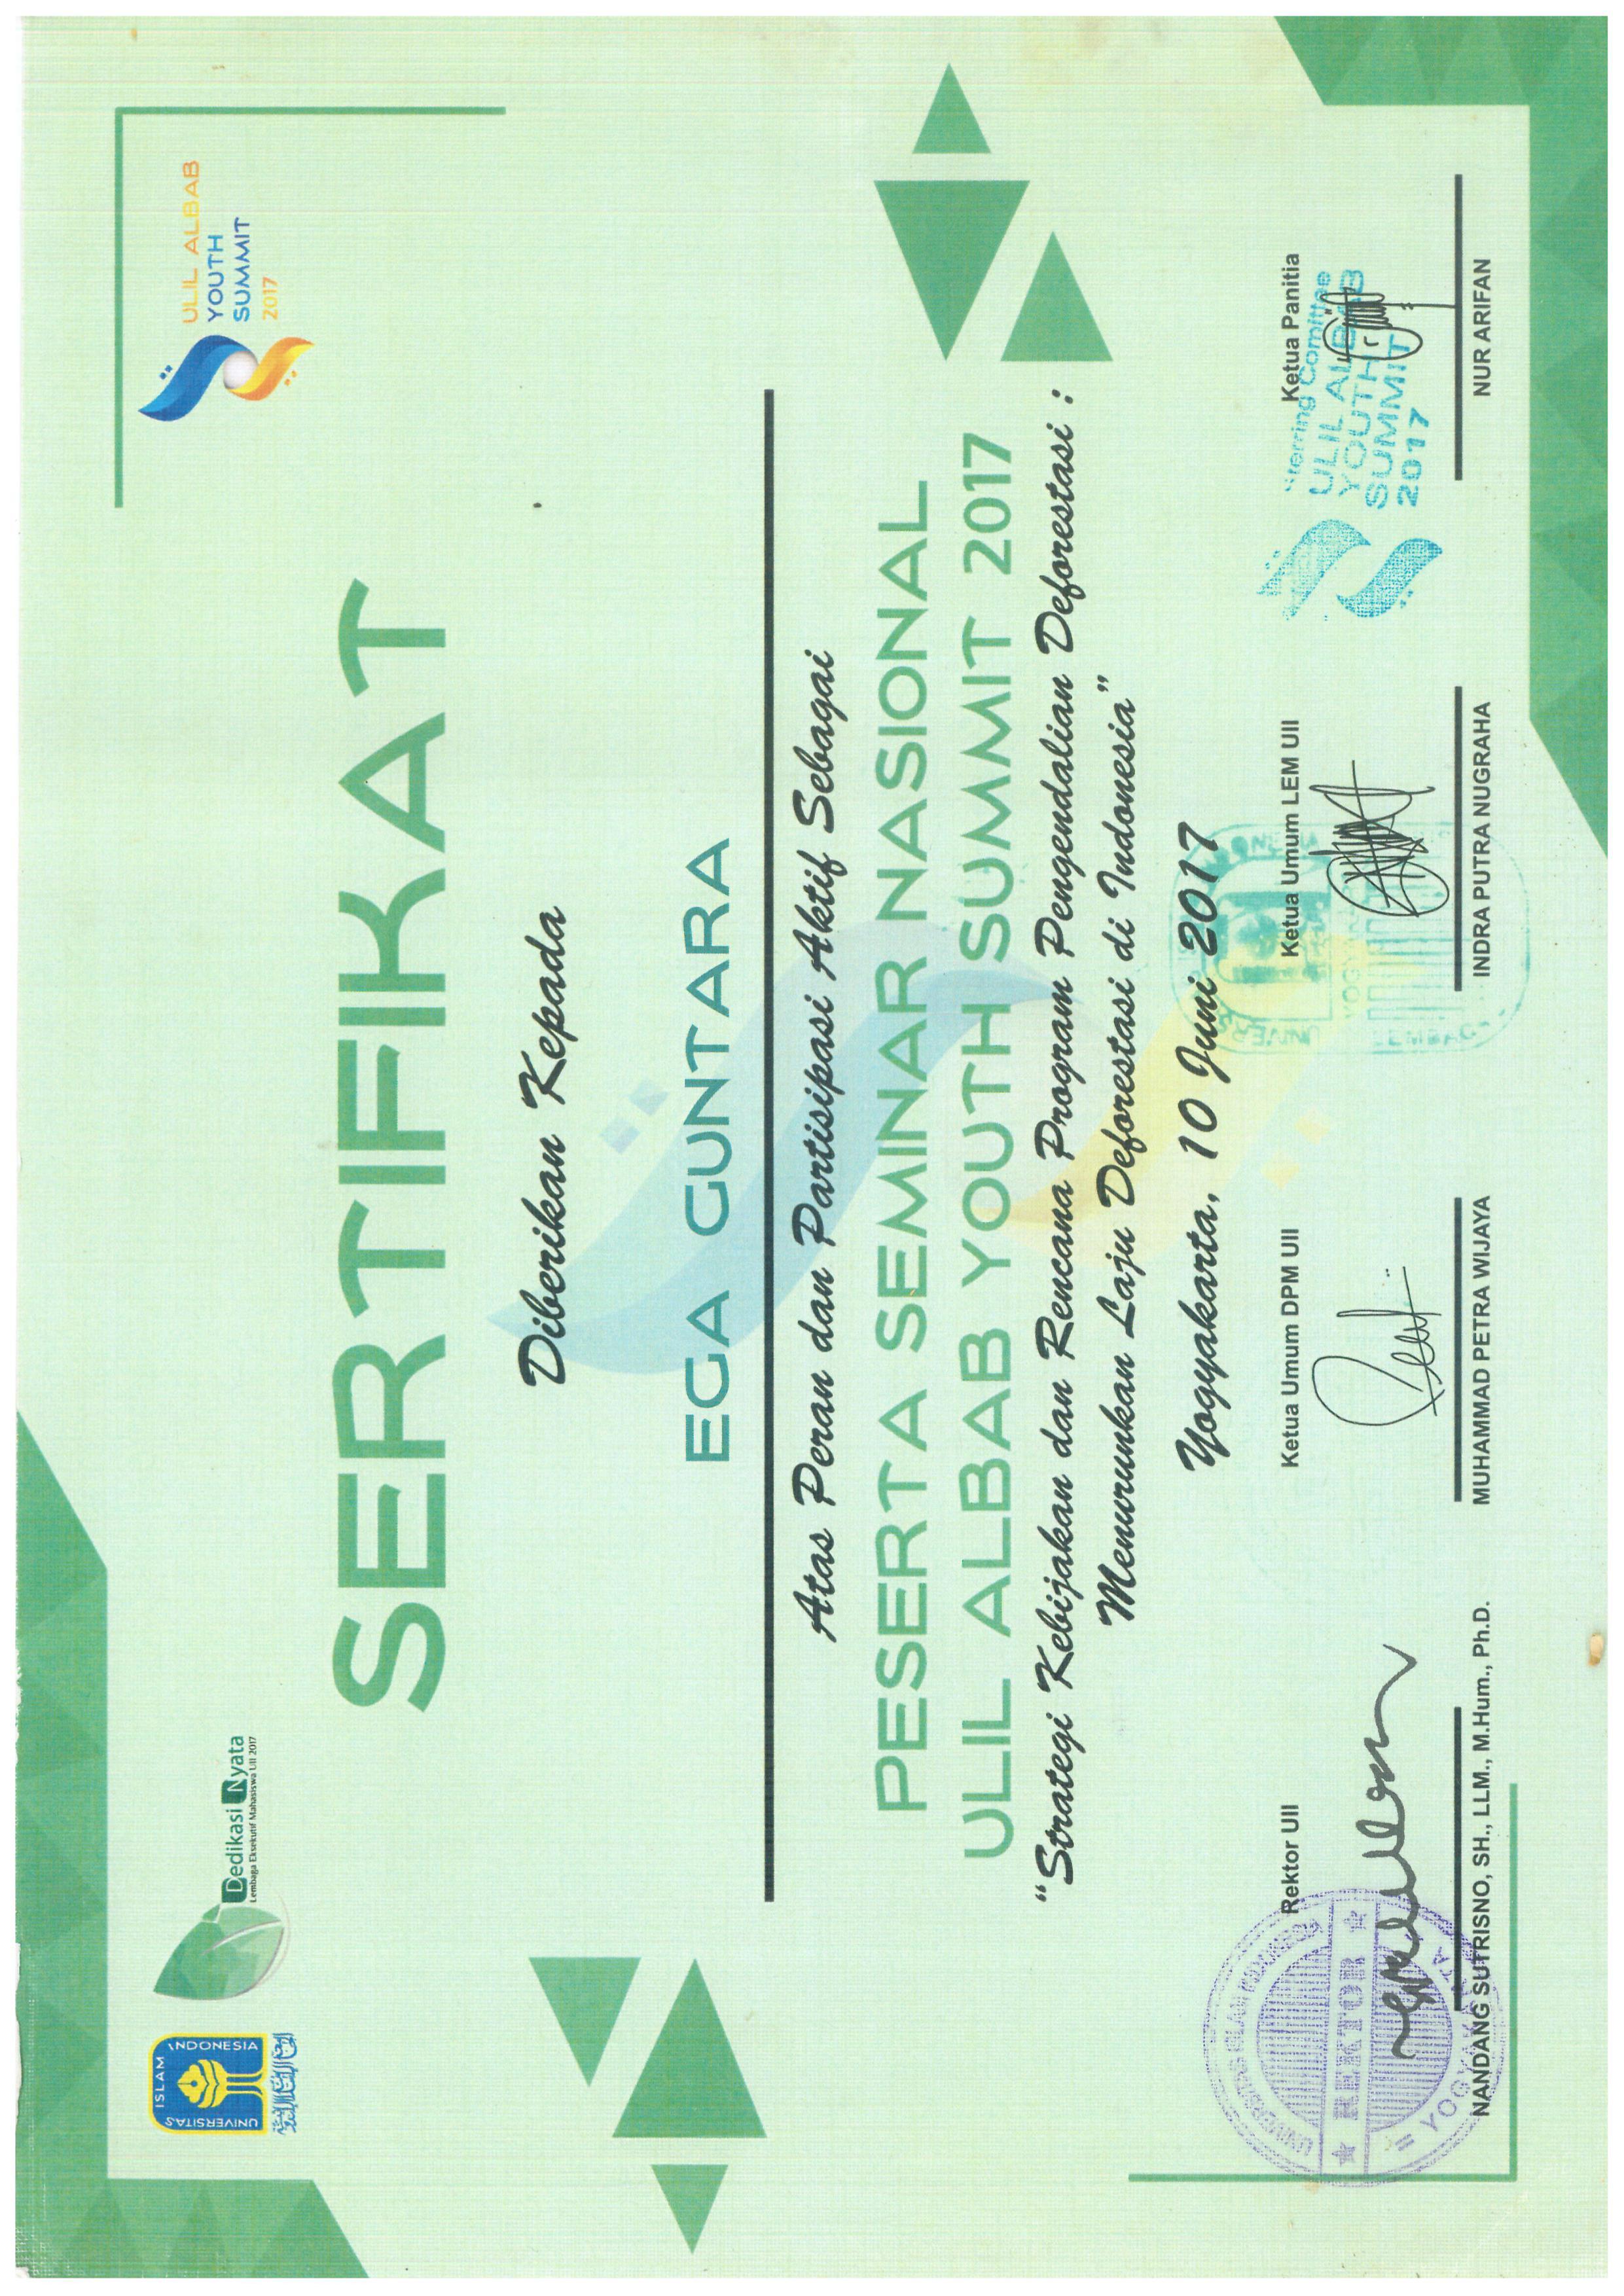 UNIVERSITAS ISLAM INDONESIA
Dedikasi Nyata
Lembaga Eksekutif Mahasiswa UII 2017
ULIL ALBAB
YOUTH
SUMMIT
2017
SERTIFIKAT
Diberikan Kepada
EGA GUNTARA
Atas Peran dan Partisipasi Aktif Sebagai
PESERTA SEMINAR NASIONAL
ULIL ALBAB YOUTH SUMMIT 2017
“Strategi Kebijakan dan Rencana Program Pengendalian Deforestasi :
Menurunkan Laju Deforestasi di Indonesia”
Yogyakarta, 10 Juni 2017
Rektor UII
Ketua Umum DPM UII
Ketua Umum LEM UII
Ketua Panitia
UNIVERSITAS ISLAM INDONESIA
REKTOR
YOGYAKARTA
YOGYAKARTA
Sterring Comittee
ULIL ALBAB
YOUTH
SUMMIT
2017
NANDANG SUTRISNO, SH., LLM., M.Hum., Ph.D.
MUHAMMAD PETRA WIJAYA
INDRA PUTRA NUGRAHA
NUR ARIFAN